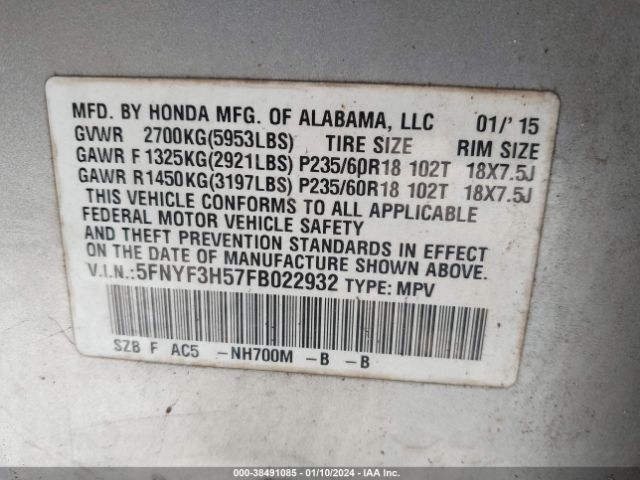 MFD. BY HONDA MFG. OF ALABAMA, LLC 01/'15
GVWR 2700KG(5953LBS) TIRE SIZE RIM SIZE
GAWR F 1325KG(2921LBS) P235/60R18 102T 18X7.5J
GAWR R1450KG(3197LBS) P235/60R18 102T 18X7.5J
THIS VEHICLE CONFORMS TO ALL APPLICABLE
FEDERAL MOTOR VEHICLE SAFETY
AND THEFT PREVENTION STANDARDS IN EFFECT
ON THE DATE OF MANUFACTURE SHOWN ABOVE.
V.I.N.:5FNYF3H57FB022932 TYPE: MPV
SZB F AC5 -NH700M -B -B
000-38491085 - 01/10/2024 - IAA Inc.